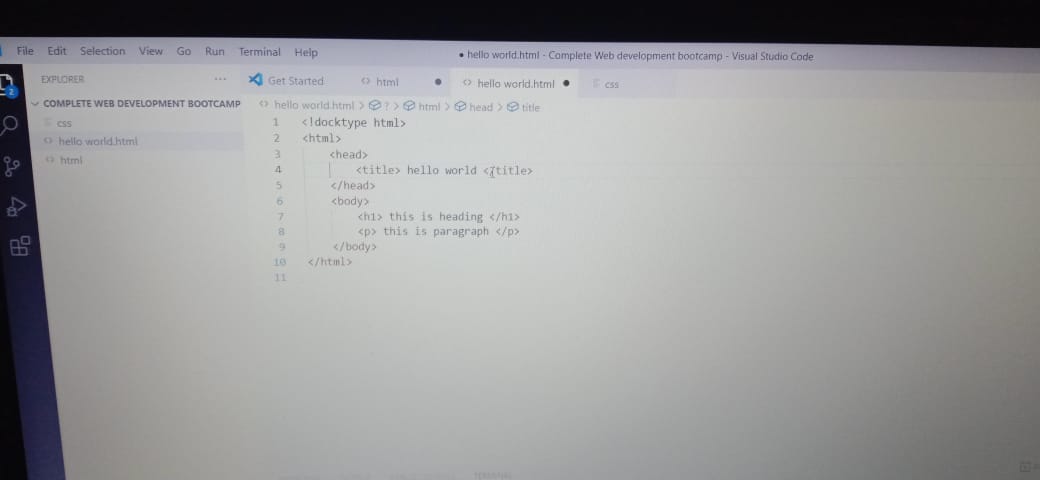 File Edit Selection View Go Run Terminal Help
● hello world.html - Complete Web development bootcamp - Visual Studio Code
2
EXPLORER ...
COMPLETE WEB DEVELOPMENT BOOTCAMP
css
<> hello world.html
<> html
Get Started <> html ● <> hello world.html ● css
<> hello world.html > ? > html > head > title
1 <!docktype html>
2 <html>
3 <head>
4 <title> hello world </title>
5 </head>
6 <body>
7 <h1> this is heading </h1>
8 <p> this is paragraph </p>
9 </body>
10 </html>
11
TERMINAL